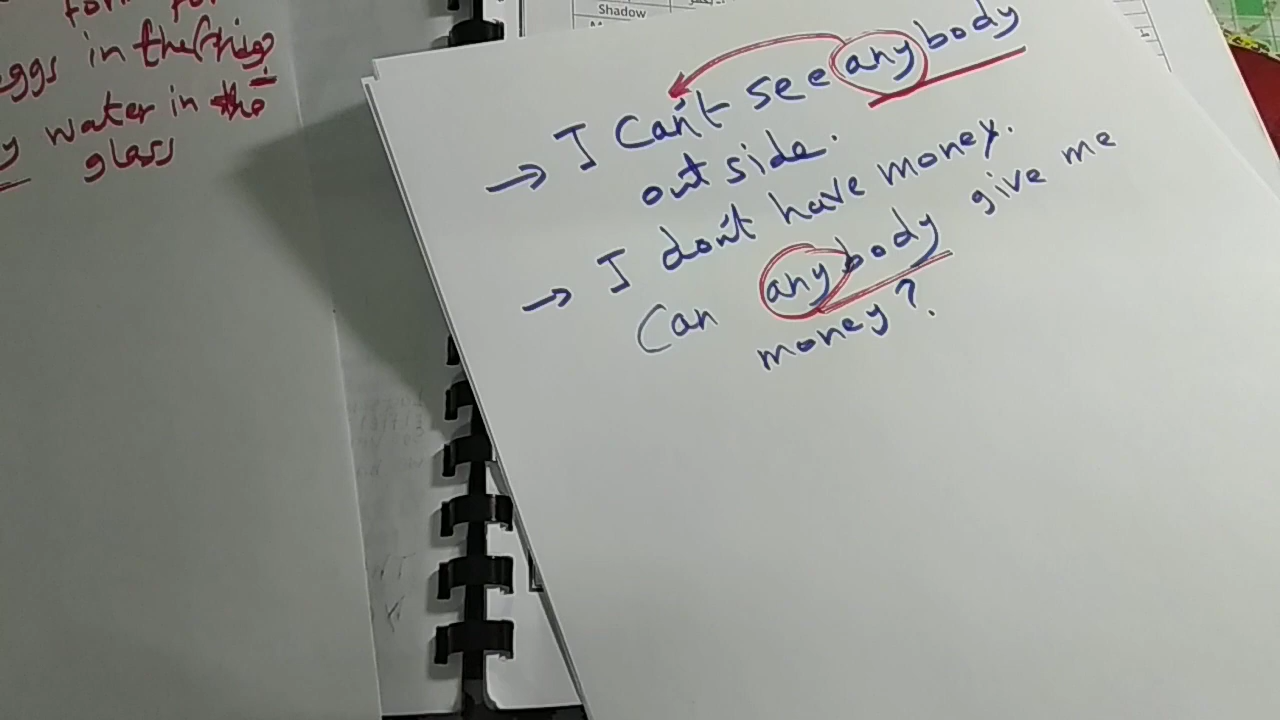 eggs in the fridg
y water in the
glass
Shadow
→ I Can't see anybody
outside.
→ I don't have money.
Can anybody give me
money?